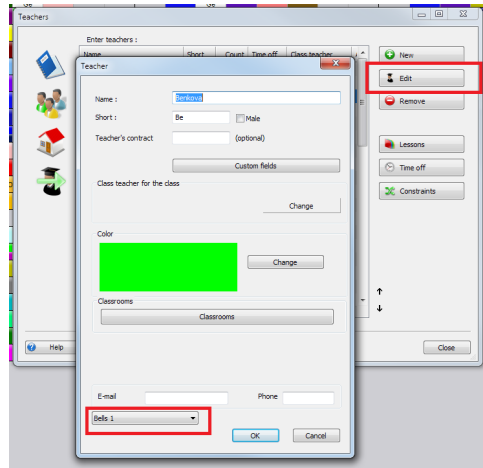 Ge
Ge
Teachers
Enter teachers :
Name Short Count Time off Class teacher
New
Teacher
Edit
Name : Benkova
Remove
Short : Be Male
Teacher's contract (optional)
Lessons
Custom fields
Time off
Class teacher for the class
Constraints
Change
Color
Change
Classrooms
Classrooms
Help
Close
E-mail Phone
Bells 1
OK Cancel